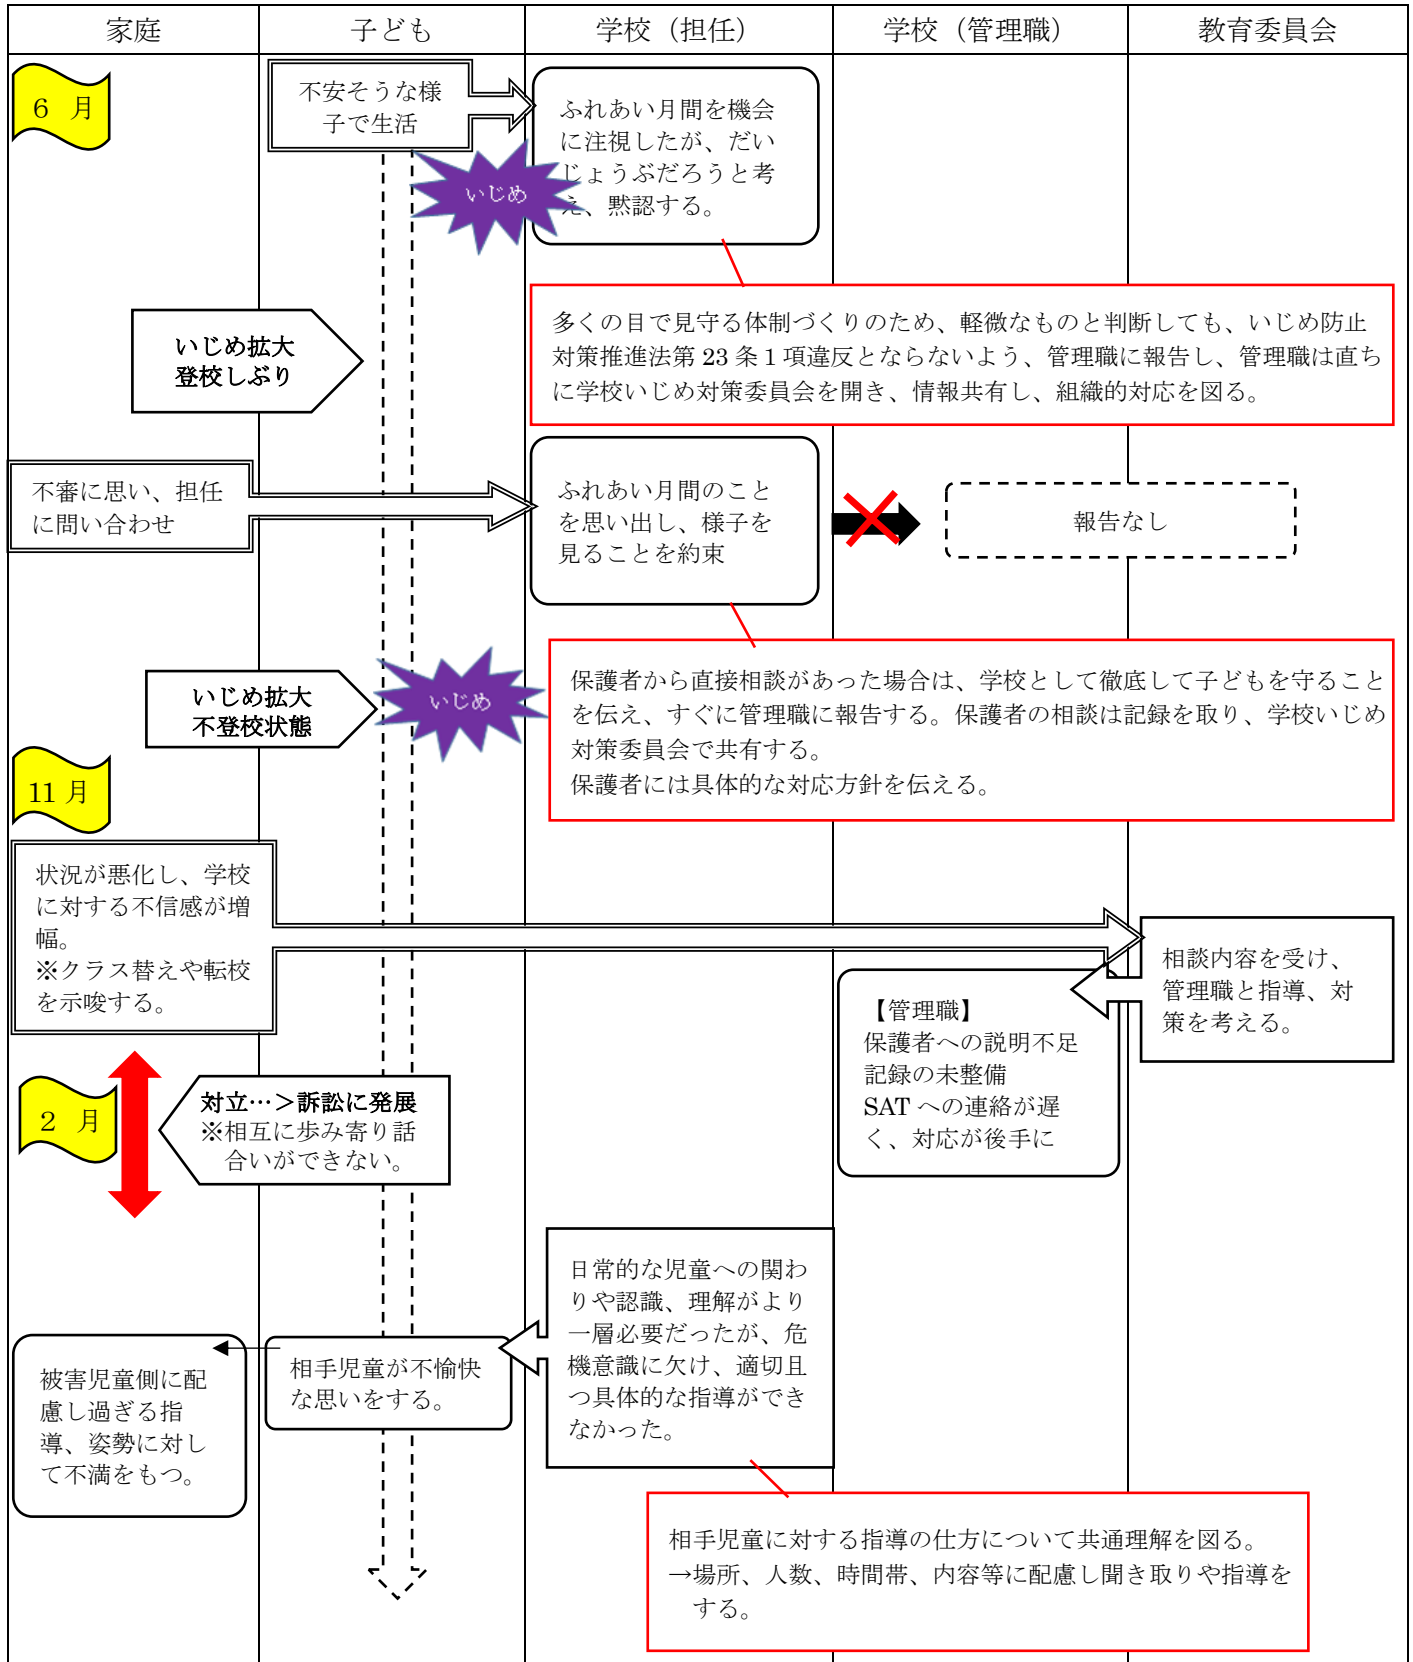 家庭
子ども
学校（担任）
学校（管理職）
教育委員会
6 月
不安そうな様
子で生活
ふれあい月間を機会
に注視したが、だい
じょうぶだろうと考
え、黙認する。
いじめ
多くの目で見守る体制づくりのため、軽微なものと判断しても、いじめ防止
対策推進法第 23 条 1 項違反とならないよう、管理職に報告し、管理職は直ち
に学校いじめ対策委員会を開き、情報共有し、組織的対応を図る。
いじめ拡大
登校しぶり
不審に思い、担任
に問い合わせ
ふれあい月間のこと
を思い出し、様子を
見ることを約束
報告なし
いじめ拡大
不登校状態
いじめ
保護者から直接相談があった場合は、学校として徹底して子どもを守ること
を伝え、すぐに管理職に報告する。保護者の相談は記録を取り、学校いじめ
対策委員会で共有する。
保護者には具体的な対応方針を伝える。
11 月
状況が悪化し、学校
に対する不信感が増
幅。
※クラス替えや転校
を示唆する。
相談内容を受け、
管理職と指導、対
策を考える。
【管理職】
保護者への説明不足
記録の未整備
SAT への連絡が遅
く、対応が後手に
2 月
対立…＞訴訟に発展
※相互に歩み寄り話
合いができない。
日常的な児童への関わ
りや認識、理解がより
一層必要だったが、危
機意識に欠け、適切且
つ具体的な指導ができ
なかった。
相手児童が不愉快
な思いをする。
被害児童側に配
慮し過ぎる指
導、姿勢に対し
て不満をもつ。
相手児童に対する指導の仕方について共通理解を図る。
→場所、人数、時間帯、内容等に配慮し聞き取りや指導を
する。